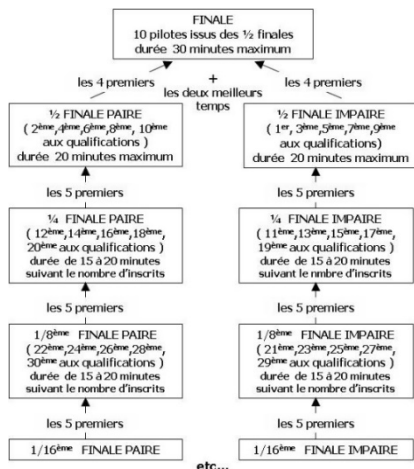 FINALE
10 pilotes issus des ½ finales
durée 30 minutes maximum
les 4 premiers
+
les deux meilleurs
temps
les 4 premiers
½ FINALE PAIRE
( 2ème,4ème,6ème,8ème, 10ème
aux qualifications )
durée 20 minutes maximum
½ FINALE IMPAIRE
( 1er, 3ème,5ème,7ème,9ème
aux qualifications)
durée 20 minutes maximum
les 5 premiers
les 5 premiers
¼ FINALE PAIRE
( 12ème,14ème,16ème,18ème,
20ème aux qualifications )
durée de 15 à 20 minutes
suivant le nombre d'inscrits
¼ FINALE IMPAIRE
( 11ème,13ème,15ème,17ème,
19ème aux qualifications )
durée de 15 à 20 minutes
suivant le nmbre d'inscrits
les 5 premiers
les 5 premiers
1/8ème FINALE PAIRE
(22ème,24ème,26ème,28ème,
30ème aux qualifications )
durée de 15 à 20 minutes
suivant le nombre d'inscrits
1/8ème FINALE IMPAIRE
(21ème,23ème,25ème,27ème,
29ème aux qualifications )
durée de 15 à 20 minutes
suivant le nombre d'inscrits
les 5 premiers
les 5 premiers
1/16ème FINALE PAIRE
1/16ème FINALE IMPAIRE
etc...